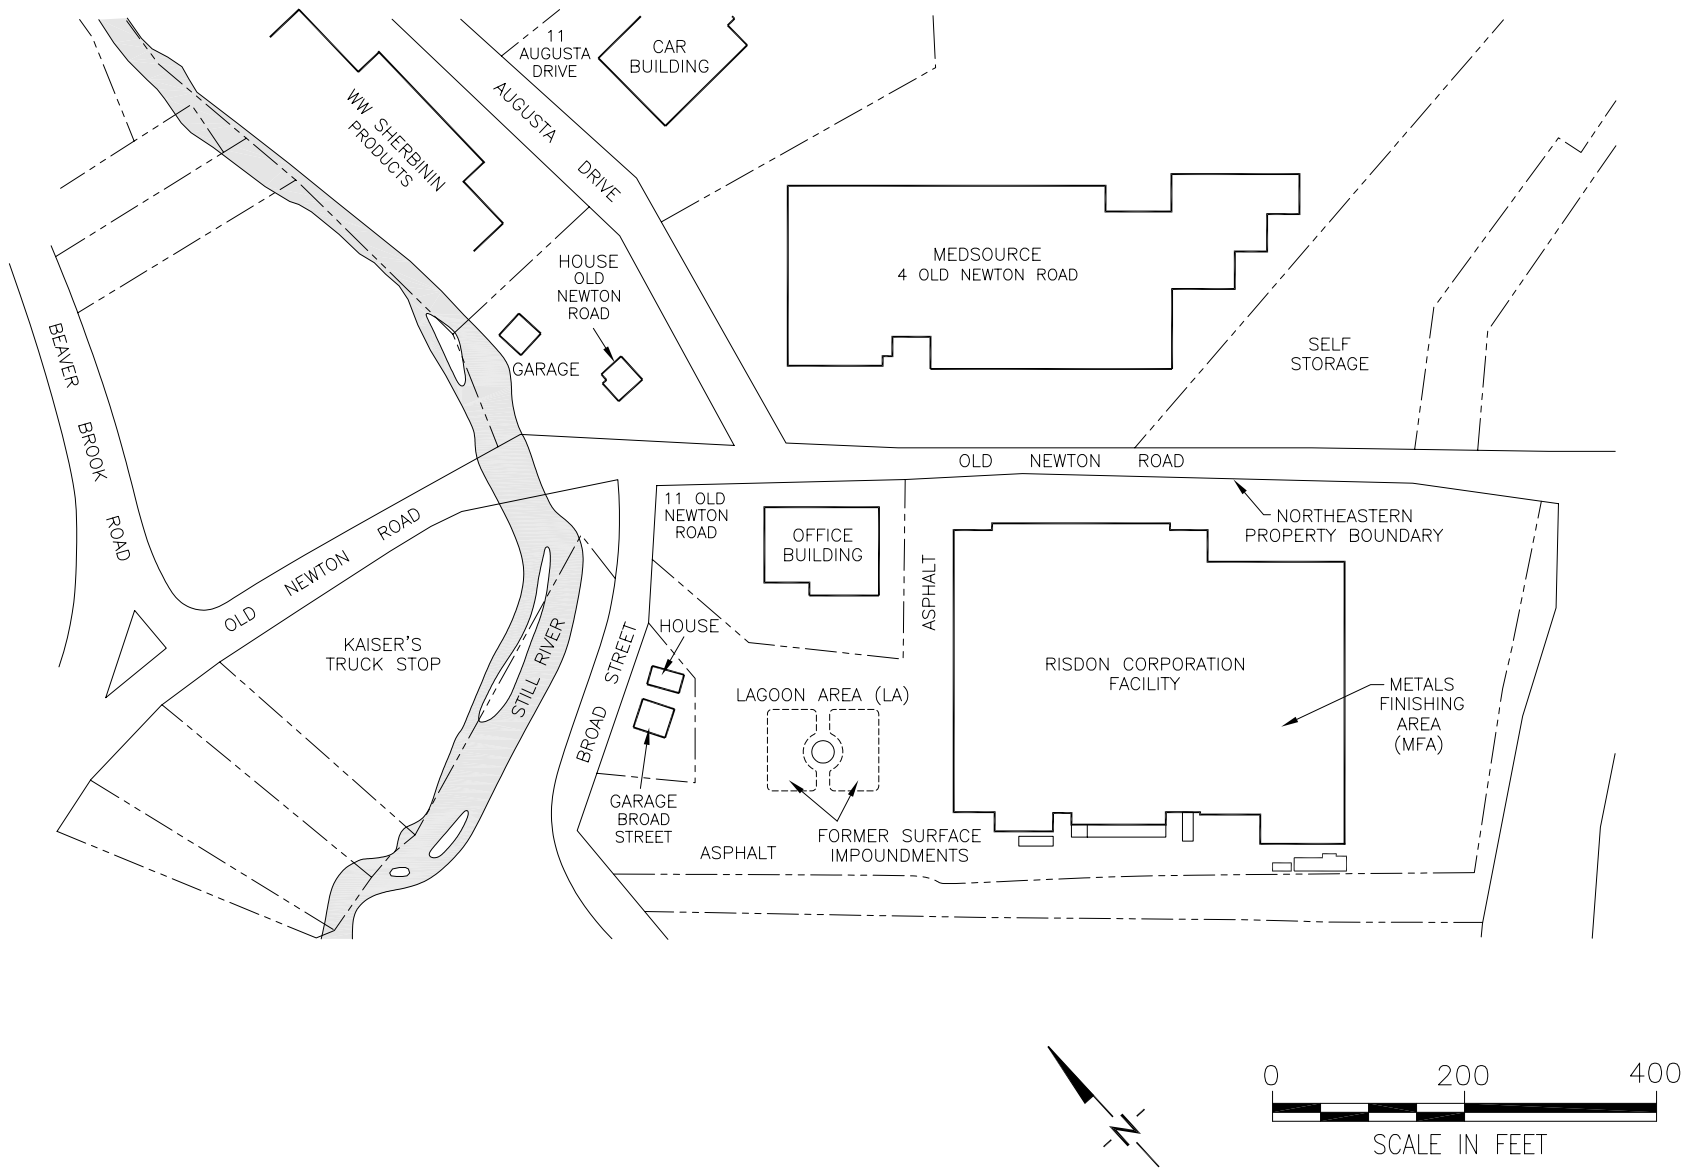 11
AUGUSTA
DRIVE
CAR
BUILDING
AUGUSTA DRIVE
WW SHERBININ
PRODUCTS
HOUSE
OLD
NEWTON
ROAD
GARAGE
MEDSOURCE
4 OLD NEWTON ROAD
SELF
STORAGE
BEAVER BROOK ROAD
OLD NEWTON ROAD
11 OLD
NEWTON
ROAD
OFFICE
BUILDING
ASPHALT
NORTHEASTERN
PROPERTY BOUNDARY
OLD NEWTON ROAD
KAISER'S
TRUCK STOP
STILL RIVER
BROAD STREET
HOUSE
LAGOON AREA (LA)
RISDON CORPORATION
FACILITY
METALS
FINISHING
AREA
(MFA)
GARAGE
BROAD
STREET
FORMER SURFACE
IMPOUNDMENTS
ASPHALT
N
0 200 400
SCALE IN FEET